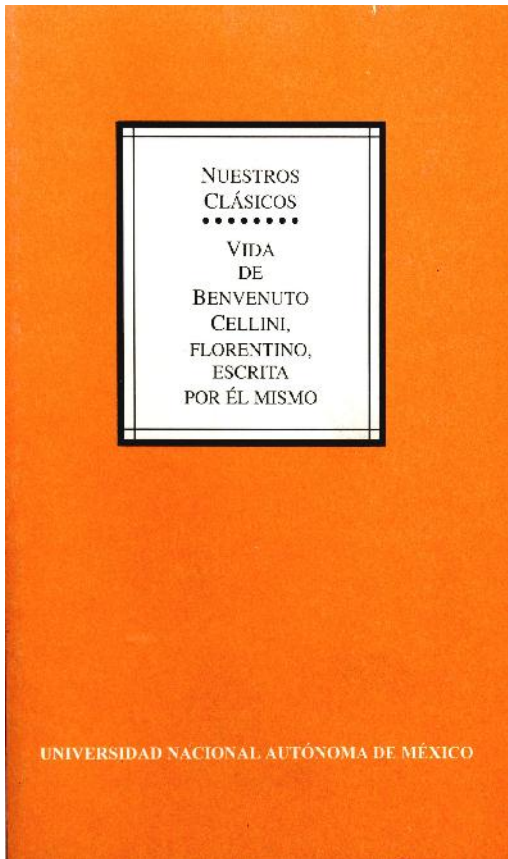 NUESTROS
CLÁSICOS
VIDA
DE
BENVENUTO
CELLINI,
FLORENTINO,
ESCRITA
POR ÉL MISMO
UNIVERSIDAD NACIONAL AUTÓNOMA DE MÉXICO